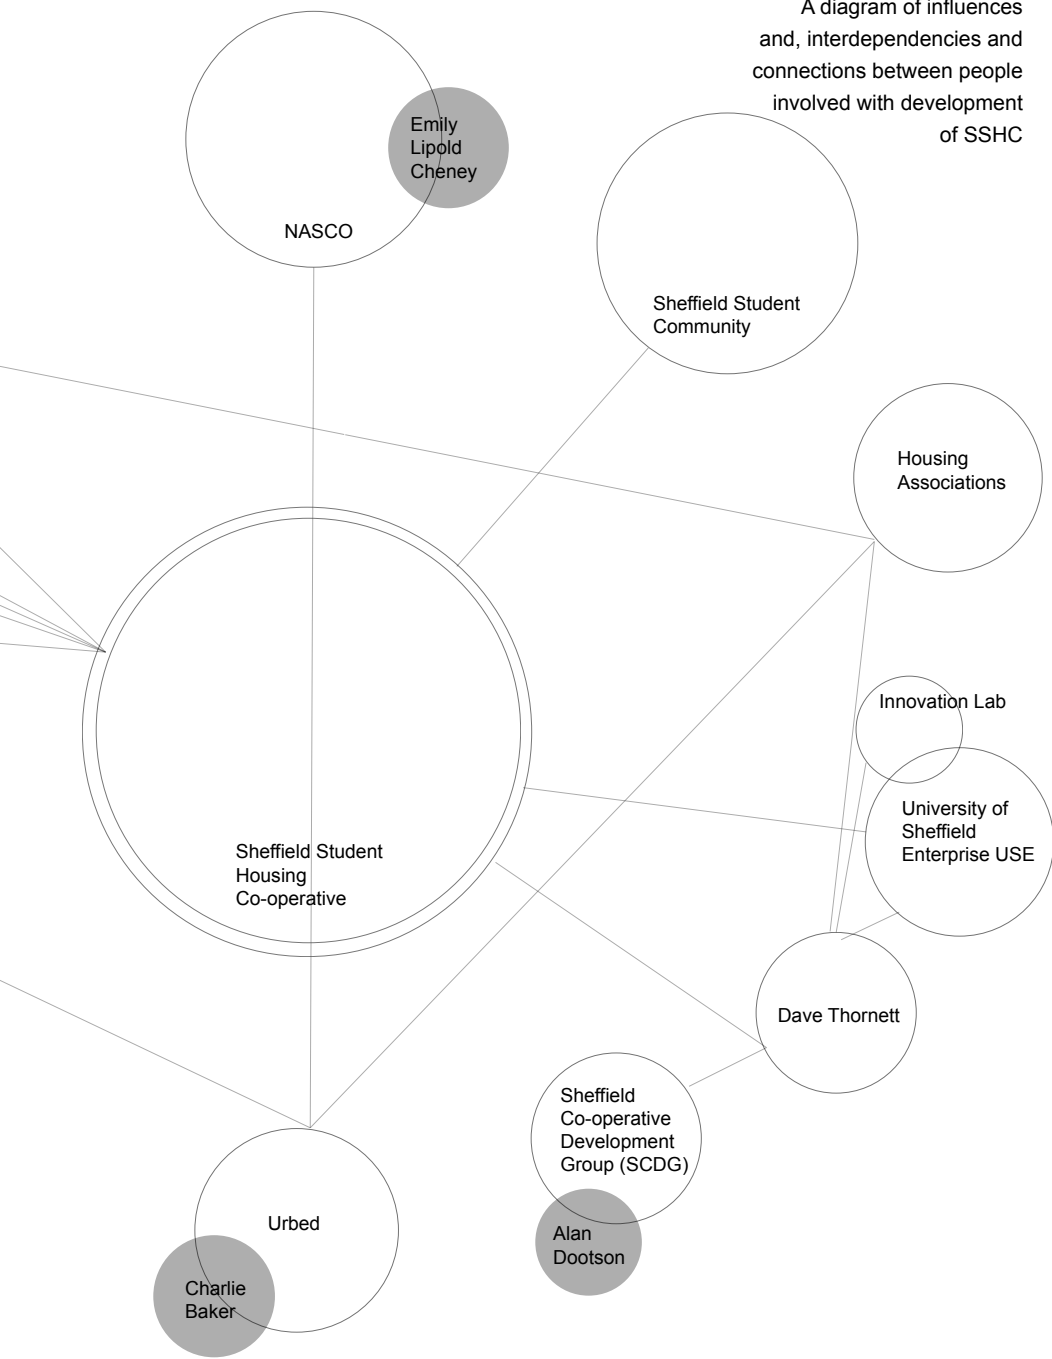 A diagram of influences
and, interdependencies and
connections between people
involved with development
of SSHC
Emily
Lipold
Cheney
NASCO
Sheffield Student
Community
Housing
Associations
Innovation Lab
University of
Sheffield
Enterprise USE
Sheffield Student
Housing
Co-operative
Dave Thornett
Sheffield
Co-operative
Development
Group (SCDG)
Alan
Dootson
Urbed
Charlie
Baker